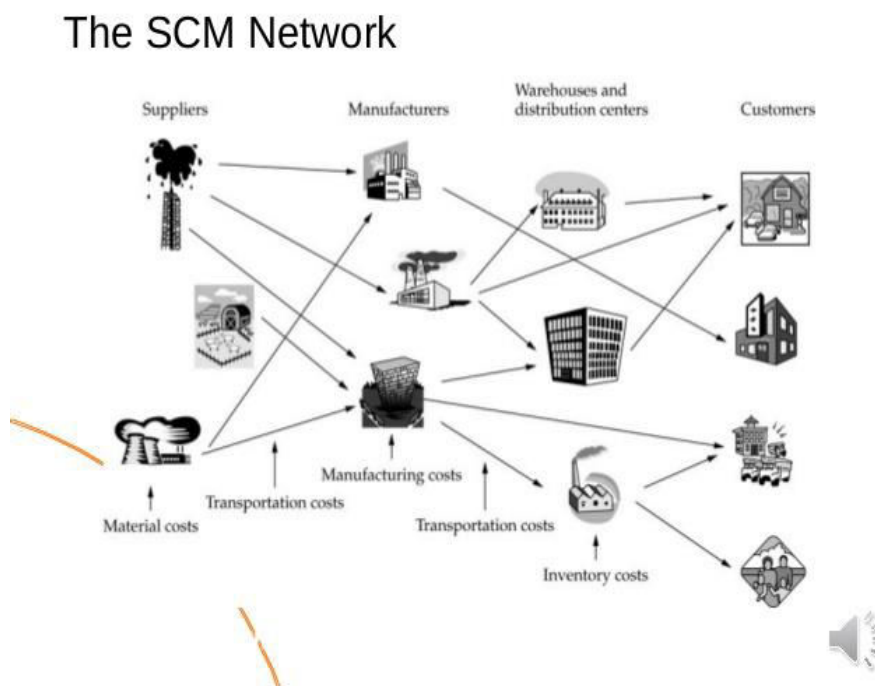 The SCM Network
Suppliers
Manufacturers
Warehouses and
distribution centers
Customers
Material costs
Transportation costs
Manufacturing costs
Transportation costs
Inventory costs